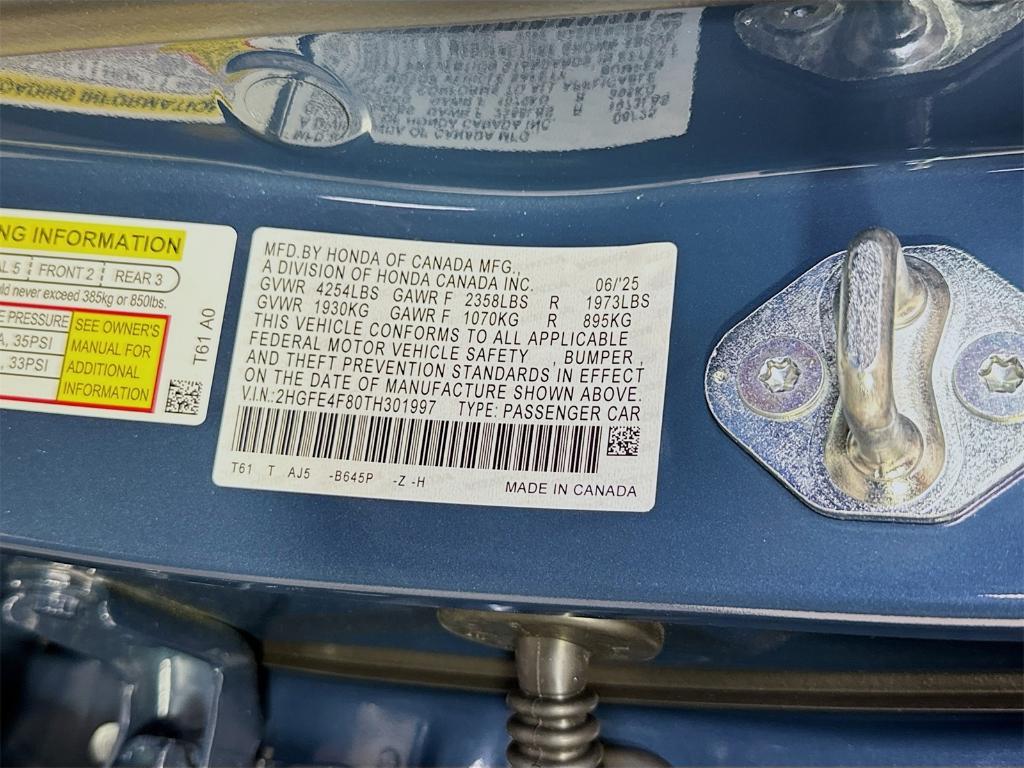 NG INFORMATION
AL 5 FRONT 2 REAR 3
uld never exceed 385kg or 850lbs.
E PRESSURE SEE OWNER'S
A, 35PSI MANUAL FOR
, 33PSI ADDITIONAL
INFORMATION
T61 A0
MFD.BY HONDA OF CANADA MFG.,
A DIVISION OF HONDA CANADA INC. 06/'25
GVWR 4254LBS GAWR F 2358LBS R 1973LBS
GVWR 1930KG GAWR F 1070KG R 895KG
THIS VEHICLE CONFORMS TO ALL APPLICABLE
FEDERAL MOTOR VEHICLE SAFETY , BUMPER ,
AND THEFT PREVENTION STANDARDS IN EFFECT
ON THE DATE OF MANUFACTURE SHOWN ABOVE.
V.I.N.:2HGFE4F80TH301997 TYPE: PASSENGER CAR
T61 T AJ5 -B645P -Z -H
MADE IN CANADA